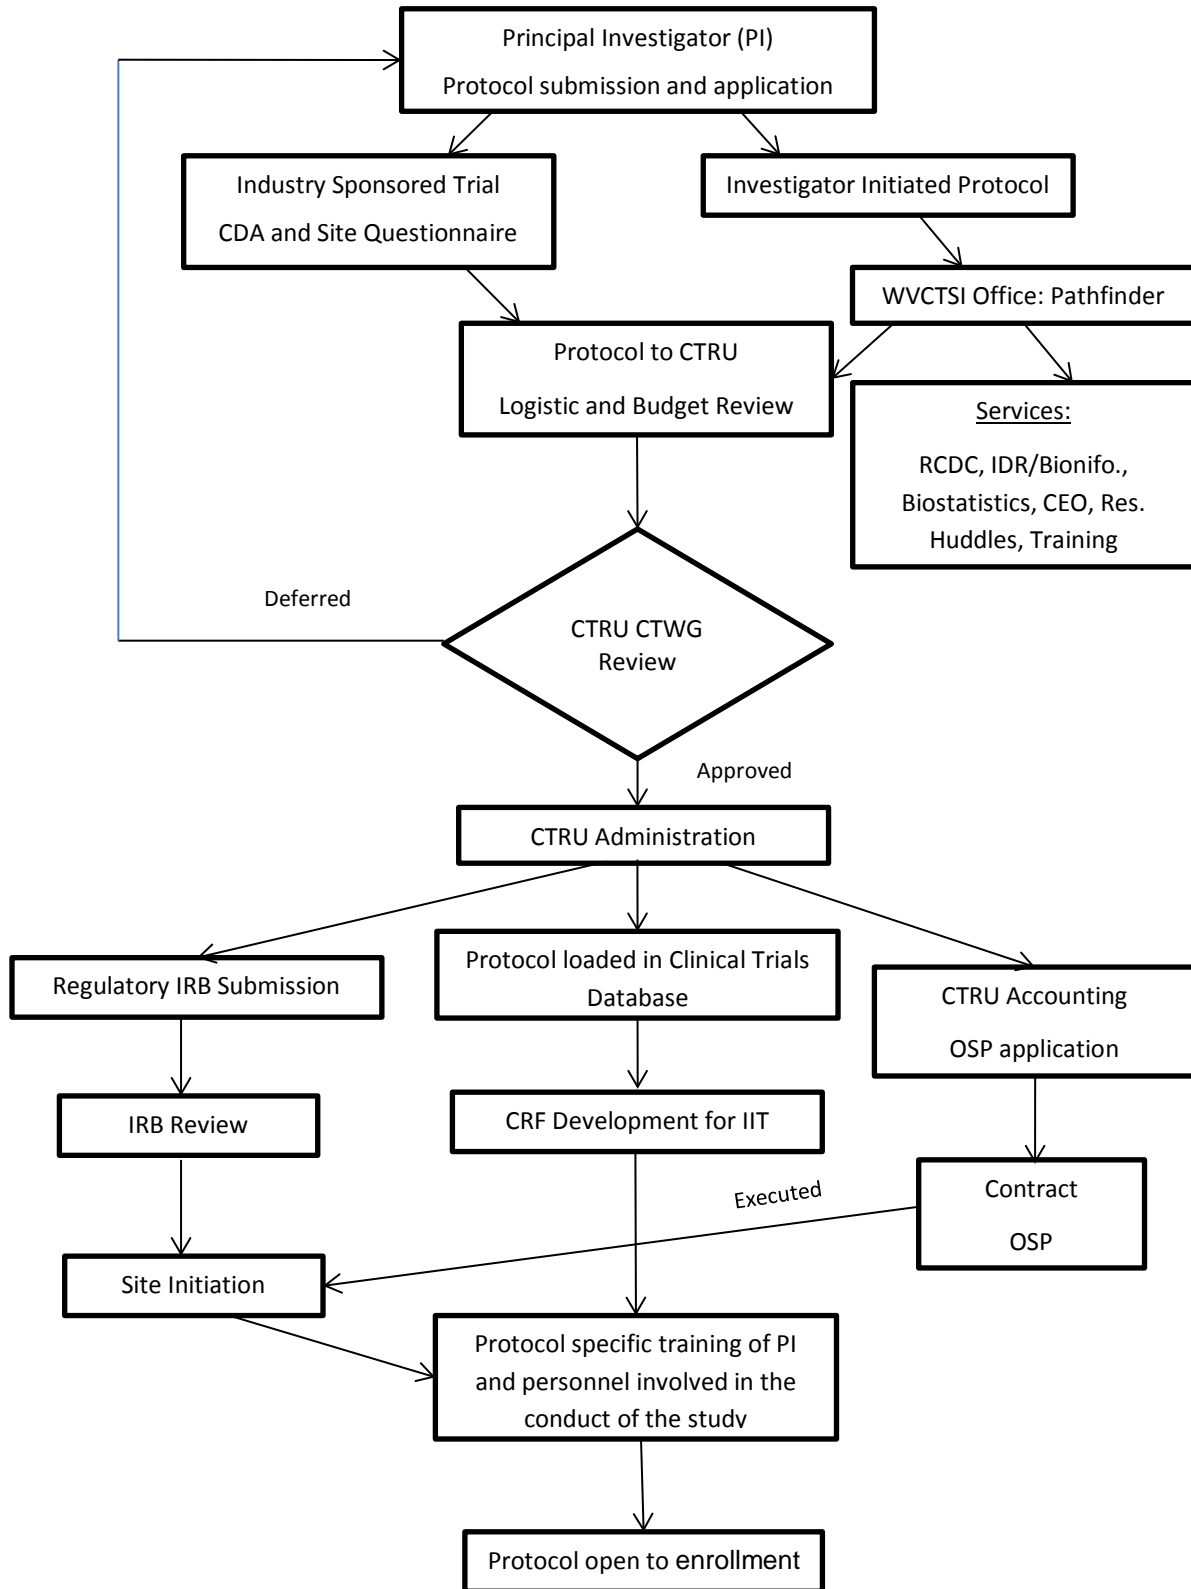 Principal Investigator (PI)
Protocol submission and application
Industry Sponsored Trial
CDA and Site Questionnaire
Investigator Initiated Protocol
WVCTSI Office: Pathfinder
Protocol to CTRU
Logistic and Budget Review
Services:
RCDC, IDR/Bionifo.,
Biostatistics, CEO, Res.
Huddles, Training
Deferred
CTRU CTWG
Review
Approved
CTRU Administration
Regulatory IRB Submission
Protocol loaded in Clinical Trials
Database
CTRU Accounting
OSP application
IRB Review
CRF Development for IIT
Executed
Contract
OSP
Site Initiation
Protocol specific training of PI
and personnel involved in the
conduct of the study
Protocol open to enrollment